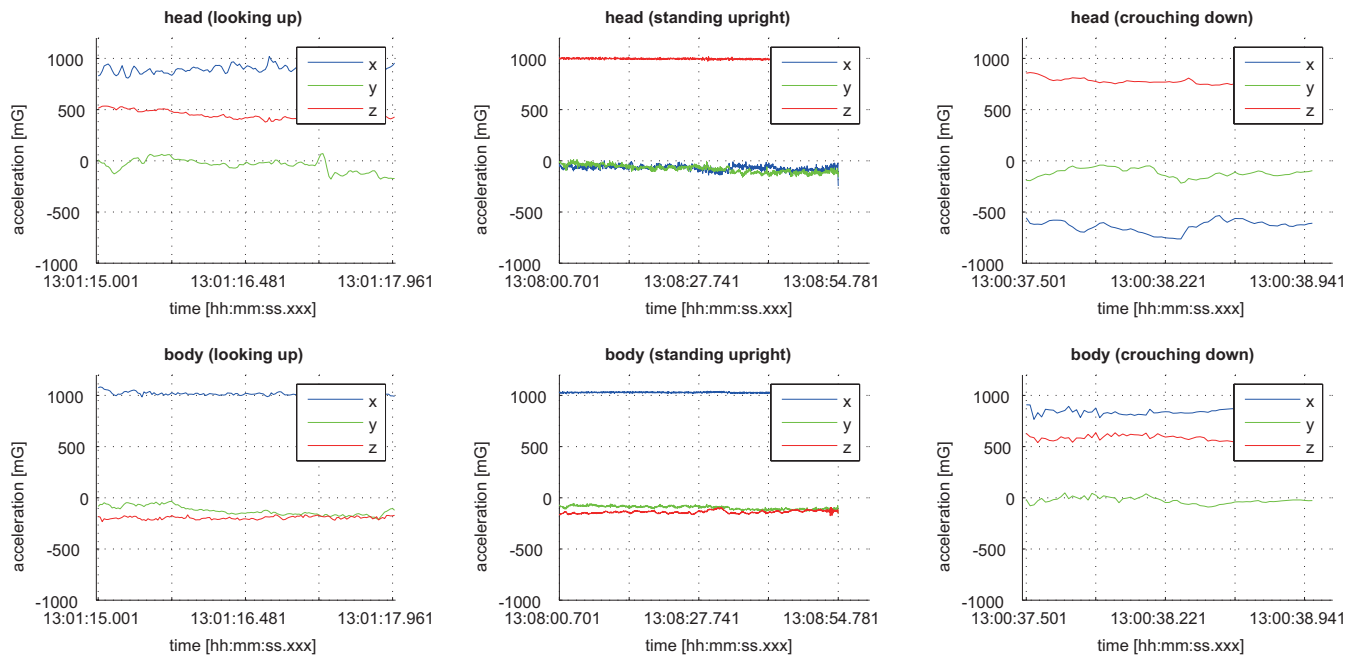 head (looking up)
1000
500
0
-500
-1000
acceleration [mG]
x
y
z
13:01:15.001 13:01:16.481 13:01:17.961
time [hh:mm:ss.xxx]
head (standing upright)
1000
500
0
-500
-1000
acceleration [mG]
x
y
z
13:08:00.701 13:08:27.741 13:08:54.781
time [hh:mm:ss.xxx]
head (crouching down)
1000
500
0
-500
-1000
acceleration [mG]
x
y
z
13:00:37.501 13:00:38.221 13:00:38.941
time [hh:mm:ss.xxx]
body (looking up)
1000
500
0
-500
-1000
acceleration [mG]
x
y
z
13:01:15.001 13:01:16.481 13:01:17.961
time [hh:mm:ss.xxx]
body (standing upright)
1000
500
0
-500
-1000
acceleration [mG]
x
y
z
13:08:00.701 13:08:27.741 13:08:54.781
time [hh:mm:ss.xxx]
body (crouching down)
1000
500
0
-500
-1000
acceleration [mG]
x
y
z
13:00:37.501 13:00:38.221 13:00:38.941
time [hh:mm:ss.xxx]